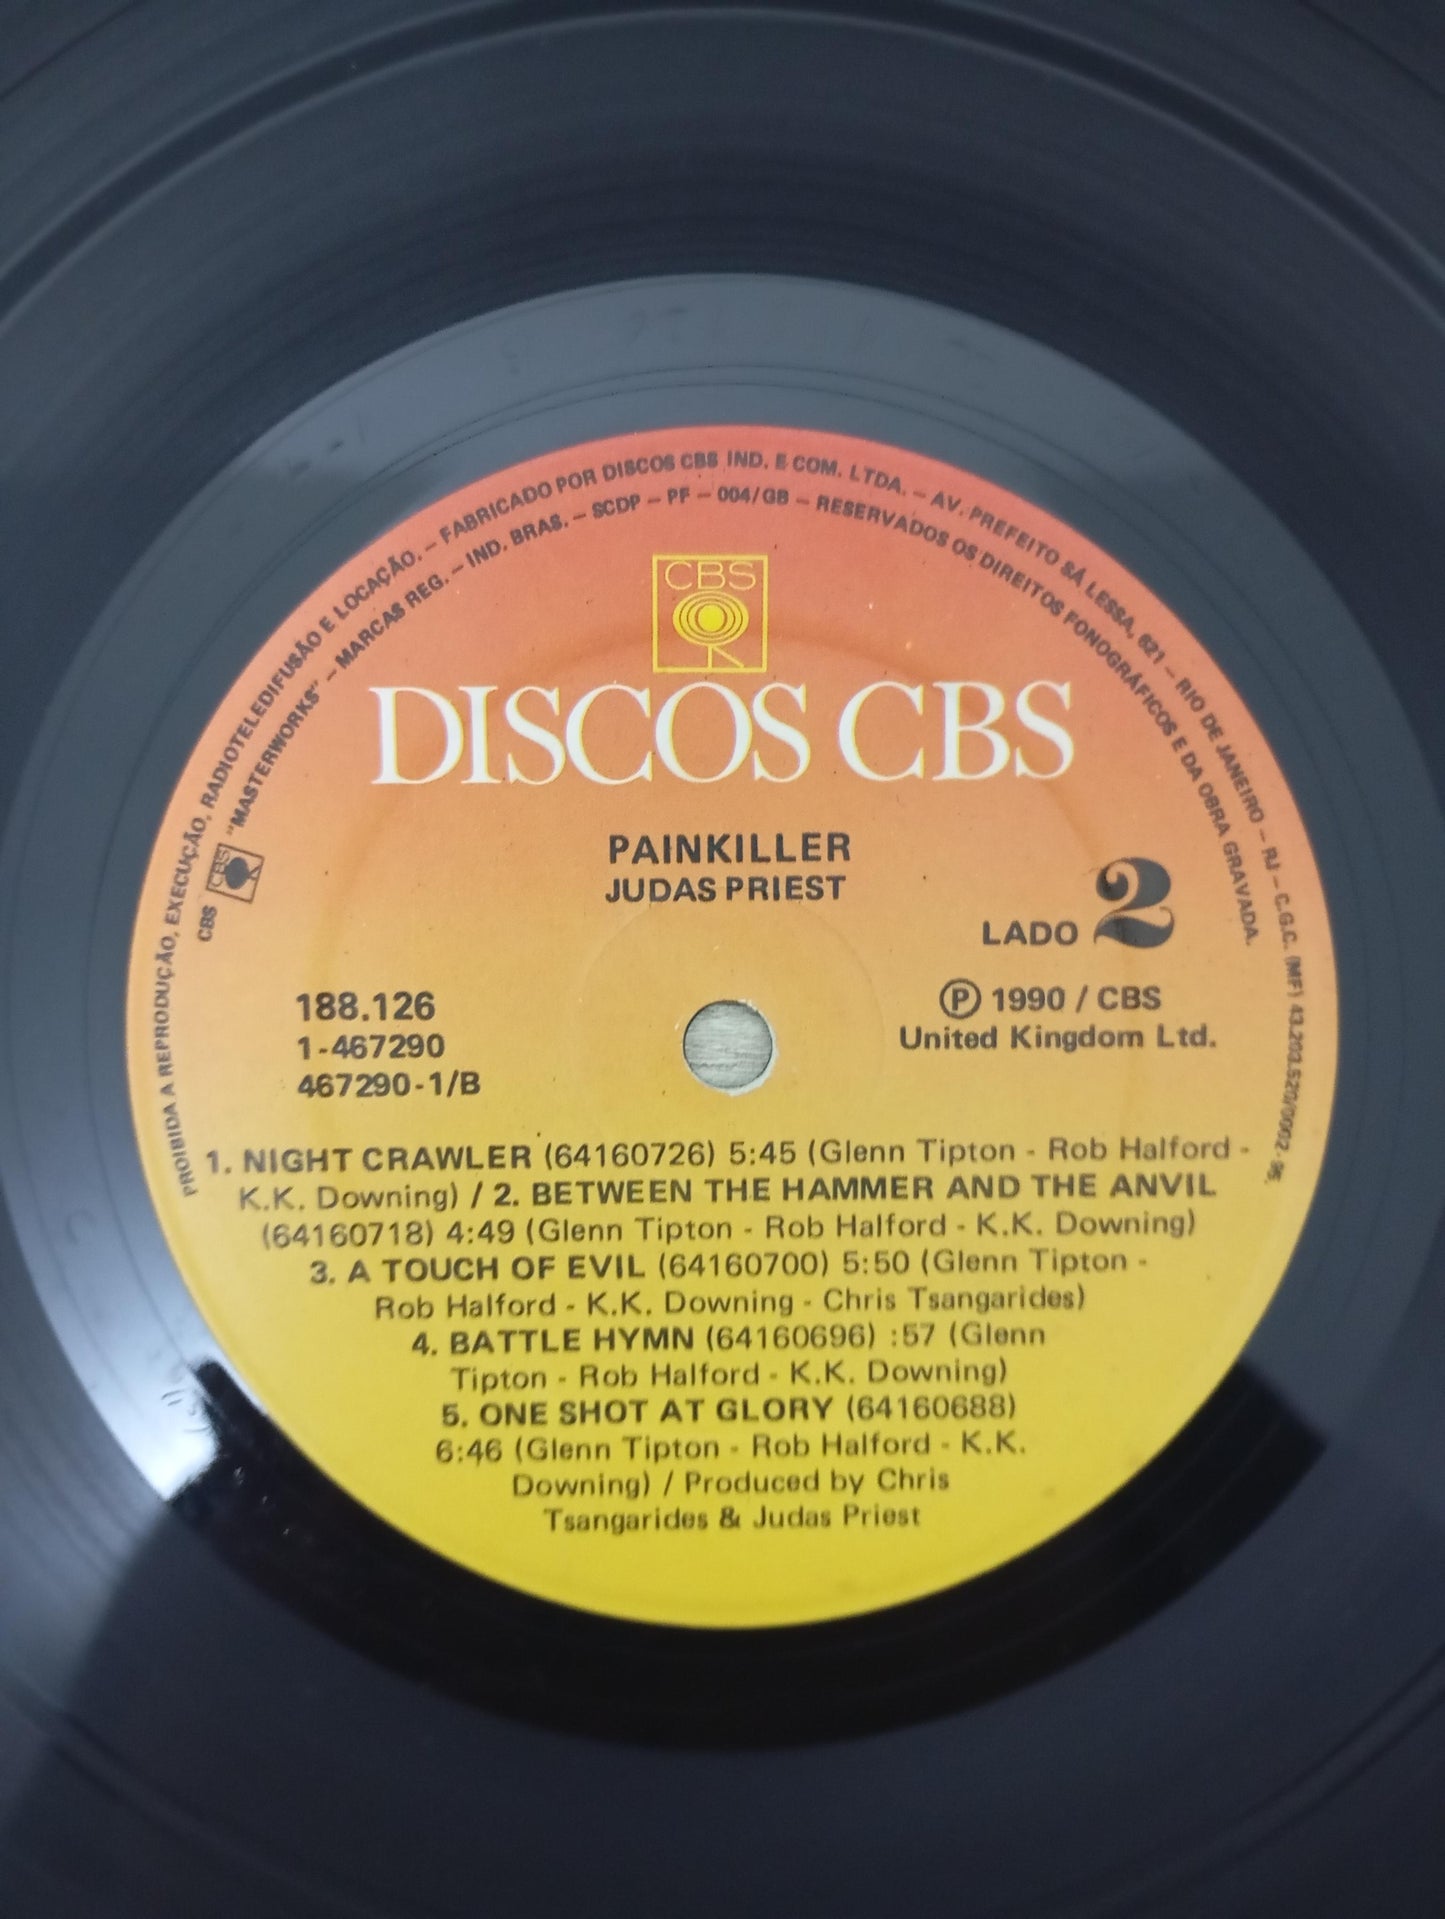 PROIBIDA A REPRODUÇÃO, EXECUÇÃO, RADIOTELEDIFUSÃO E LOCAÇÃO. – FABRICADO POR DISCOS CBS IND. E COM. LTDA. – AV. PREFEITO SÁ LESSA, 621 – RIO DE JANEIRO – RJ – C.G.C. (MF) 43.203.520/0002-
CBS CBS "MASTERWORKS" – MARCAS REG. – IND. BRAS. – SCDP – PF – 004/GB – RESERVADOS OS DIREITOS FONOGRÁFICOS E DA OBRA GRAVADA.
CBS
DISCOS CBS
PAINKILLER
JUDAS PRIEST
LADO 2
188.126
1-467290
467290-1/B
Ⓟ 1990 / CBS
United Kingdom Ltd.
1. NIGHT CRAWLER (64160726) 5:45 (Glenn Tipton - Rob Halford -
K.K. Downing) / 2. BETWEEN THE HAMMER AND THE ANVIL
(64160718) 4:49 (Glenn Tipton - Rob Halford - K.K. Downing)
3. A TOUCH OF EVIL (64160700) 5:50 (Glenn Tipton -
Rob Halford - K.K. Downing - Chris Tsangarides)
4. BATTLE HYMN (64160696) :57 (Glenn
Tipton - Rob Halford - K.K. Downing)
5. ONE SHOT AT GLORY (64160688)
6:46 (Glenn Tipton - Rob Halford - K.K.
Downing) / Produced by Chris
Tsangarides & Judas Priest